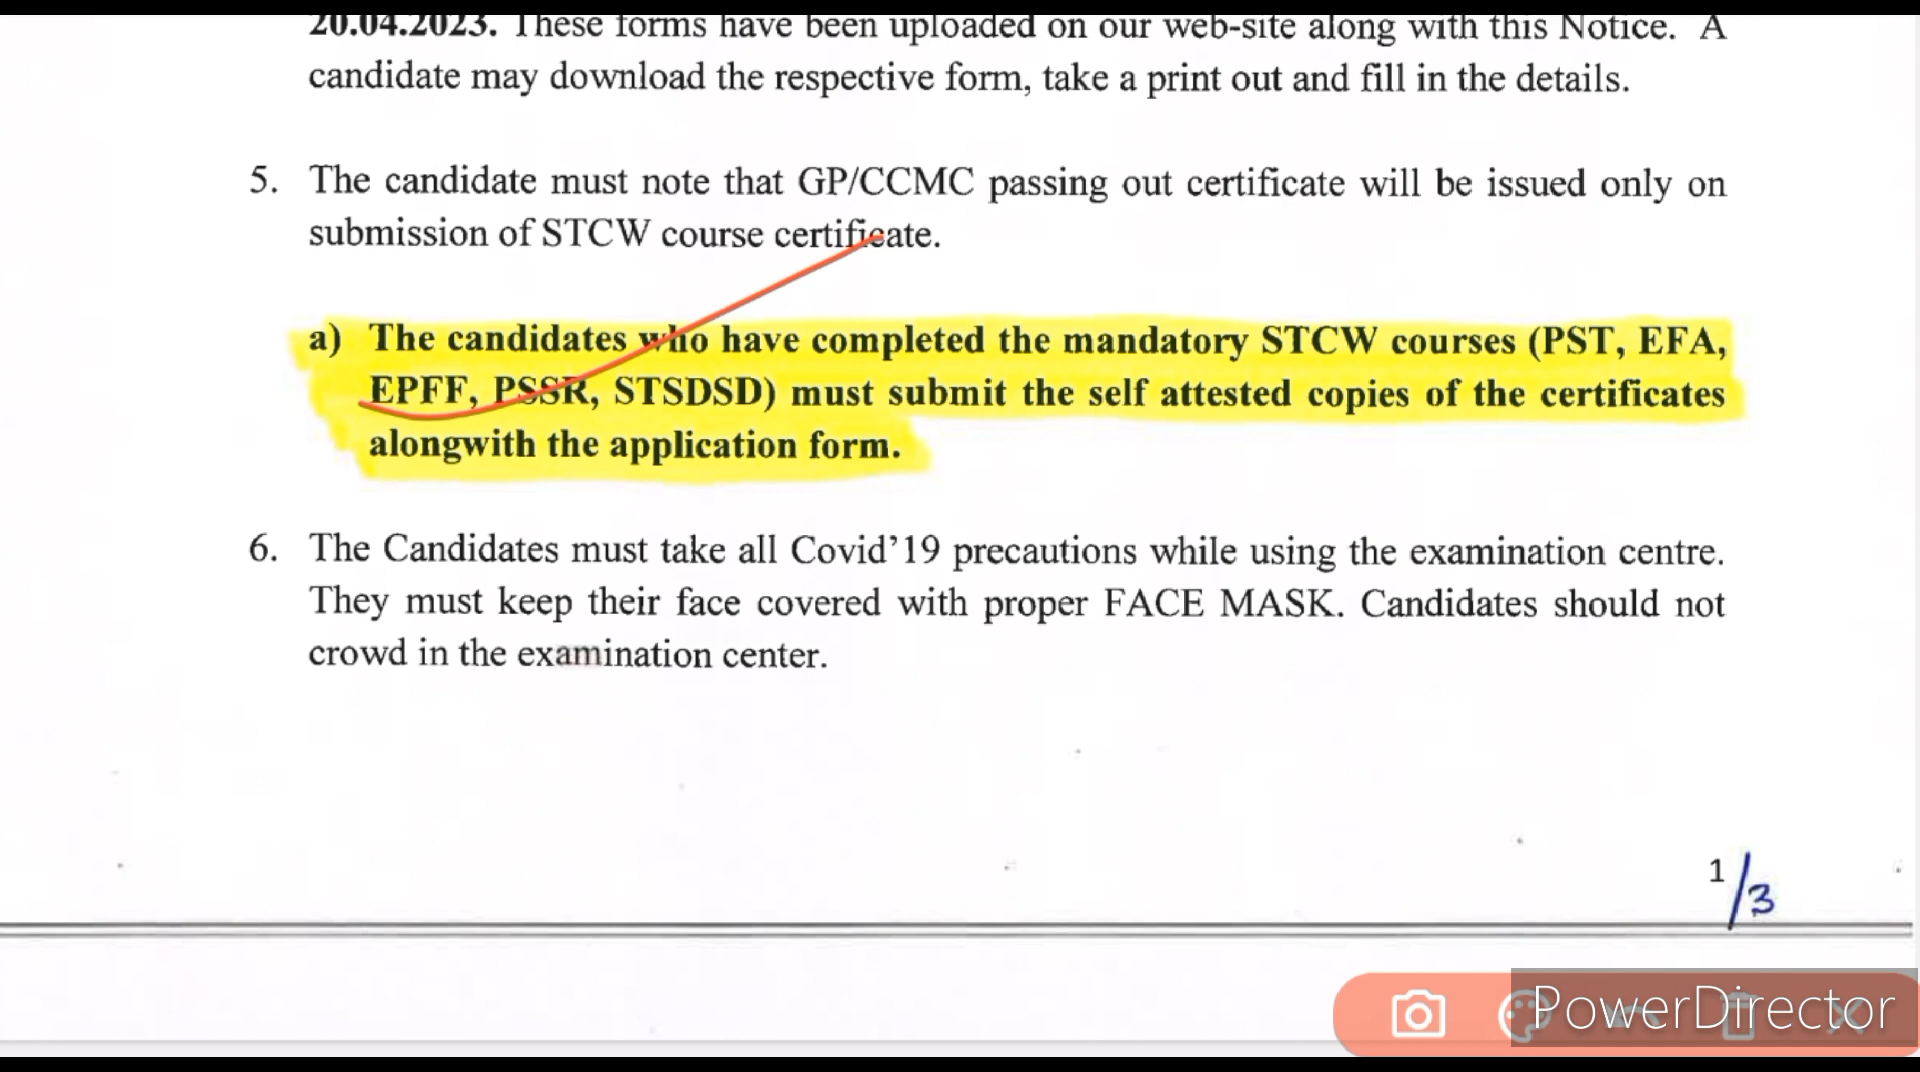 20.04.2023. These forms have been uploaded on our web-site along with this Notice. A
candidate may download the respective form, take a print out and fill in the details.
5. The candidate must note that GP/CCMC passing out certificate will be issued only on
submission of STCW course certificate.
a) The candidates who have completed the mandatory STCW courses (PST, EFA,
EPFF, PSSR, STSDSD) must submit the self attested copies of the certificates
alongwith the application form.
6. The Candidates must take all Covid’19 precautions while using the examination centre.
They must keep their face covered with proper FACE MASK. Candidates should not
crowd in the examination center.
1/3
PowerDirector